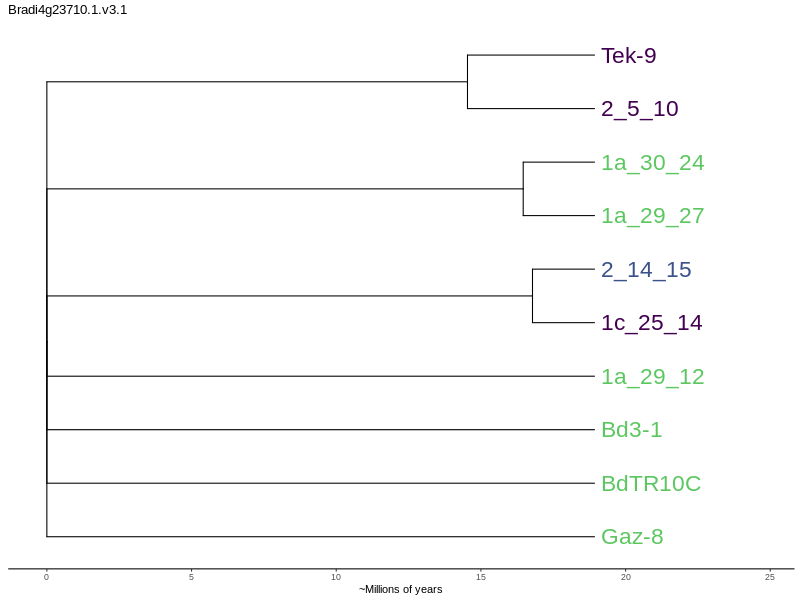 Bradi4g23710.1.v3.1
Tek-9
2_5_10
1a_30_24
1a_29_27
2_14_15
1c_25_14
1a_29_12
Bd3-1
BdTR10C
Gaz-8
0 5 10 15 20 25
~Millions of years